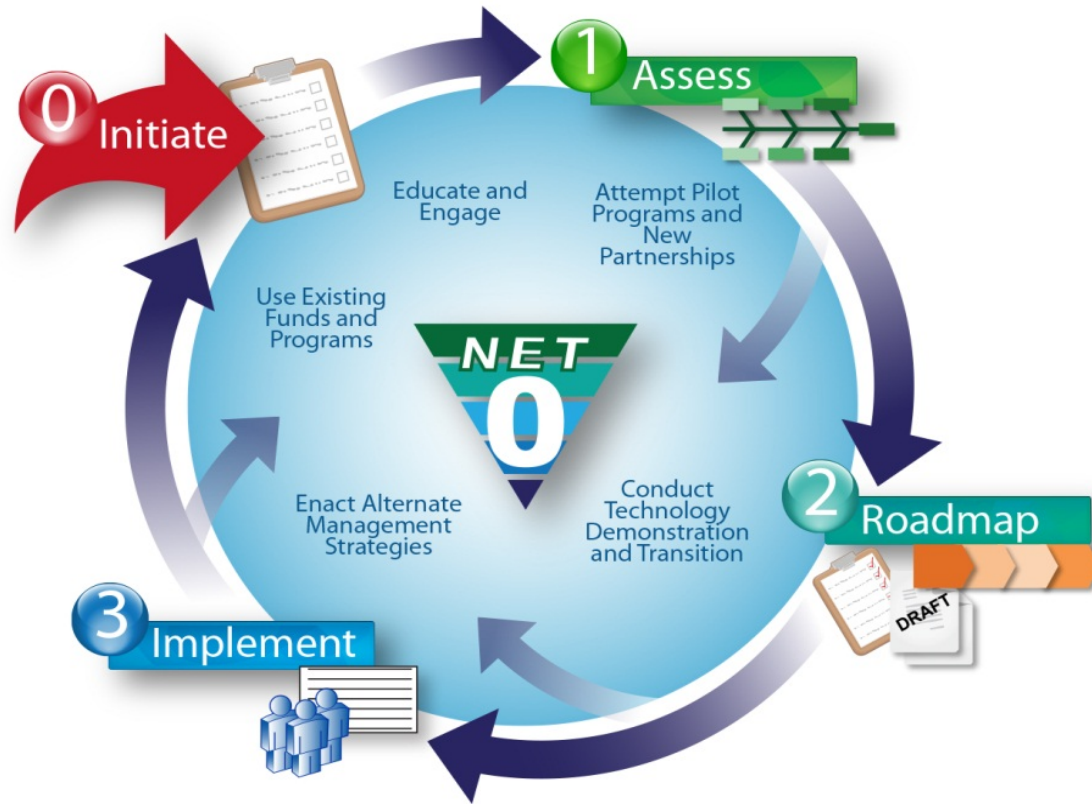 0
Initiate
1
Assess
Educate and
Engage
Attempt Pilot
Programs and
New
Partnerships
Use Existing
Funds and
Programs
NET
0
2
Roadmap
DRAFT
Conduct
Technology
Demonstration
and Transition
Enact Alternate
Management
Strategies
3
Implement